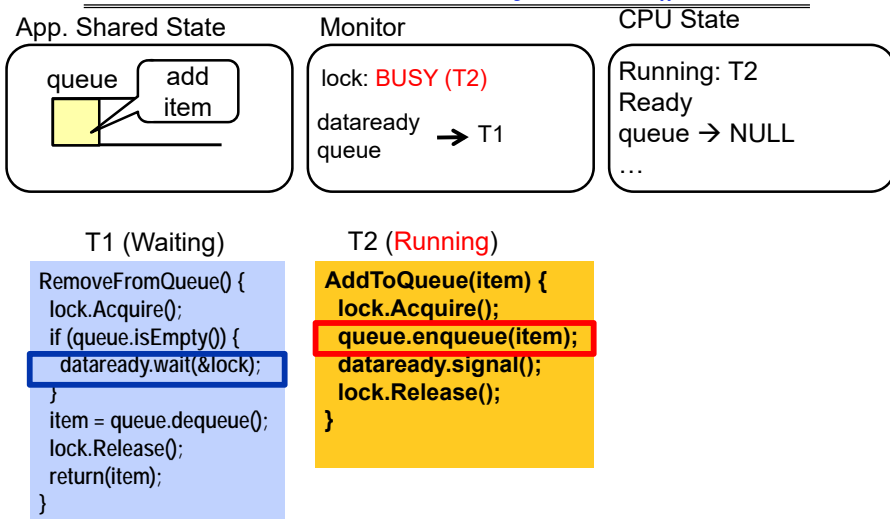 App. Shared State
Monitor
CPU State
queue
add
item
lock: BUSY (T2)
dataready
queue
T1
Running: T2
Ready
queue → NULL
…
T1 (Waiting)
T2 (Running)
RemoveFromQueue() {
lock.Acquire();
if (queue.isEmpty()) {
dataready.wait(&lock);
}
item = queue.dequeue();
lock.Release();
return(item);
}
AddToQueue(item) {
lock.Acquire();
queue.enqueue(item);
dataready.signal();
lock.Release();
}